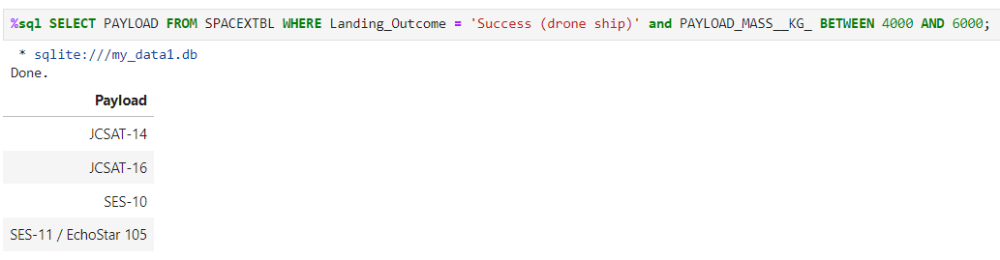 %sql SELECT PAYLOAD FROM SPACEXTBL WHERE Landing_Outcome = 'Success (drone ship)' and PAYLOAD_MASS__KG_ BETWEEN 4000 AND 6000;
* sqlite:///my_data1.db
Done.
Payload
JCSAT-14
JCSAT-16
SES-10
SES-11 / EchoStar 105